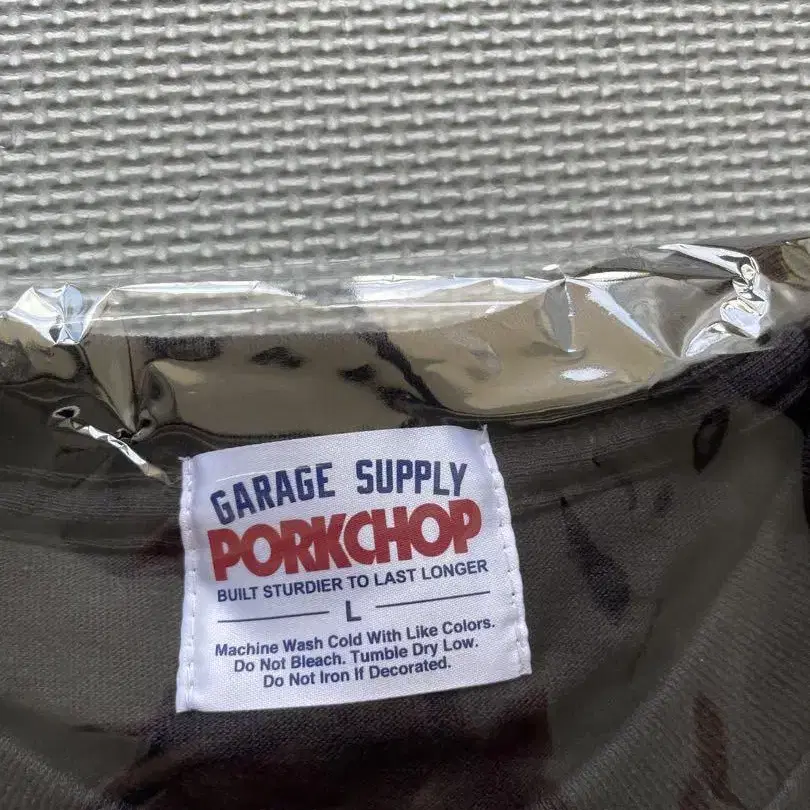 GARAGE SUPPLY
PORKCHOP
BUILT STURDIER TO LAST LONGER
L
Machine Wash Cold With Like Colors.
Do Not Bleach. Tumble Dry Low.
Do Not Iron If Decorated.